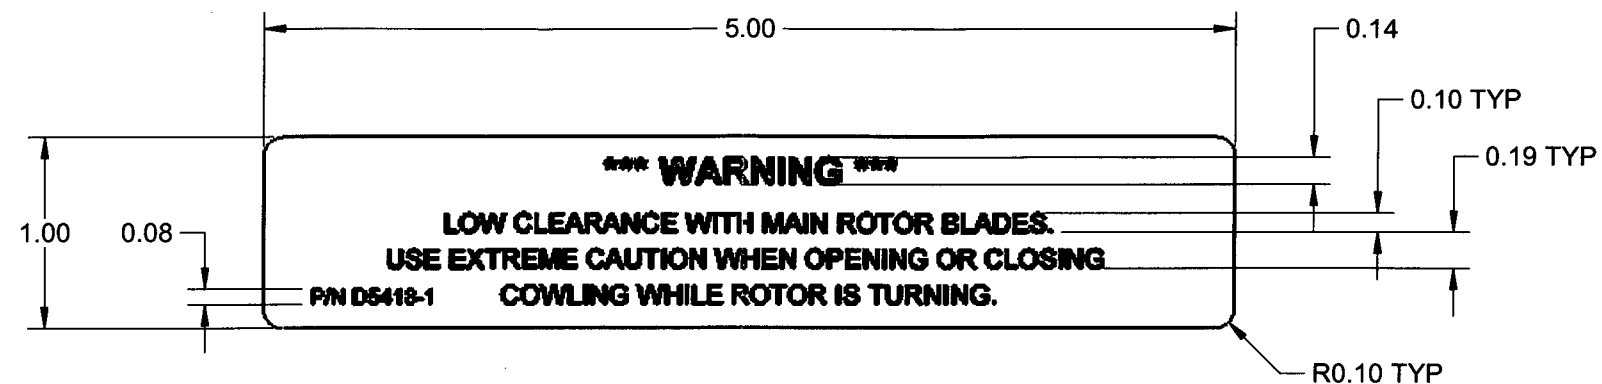 5.00
0.14
0.10 TYP
0.19 TYP
1.00
0.08
*** WARNING ***
LOW CLEARANCE WITH MAIN ROTOR BLADES.
USE EXTREME CAUTION WHEN OPENING OR CLOSING
P/N D5418-1 COWLING WHILE ROTOR IS TURNING.
R0.10 TYP